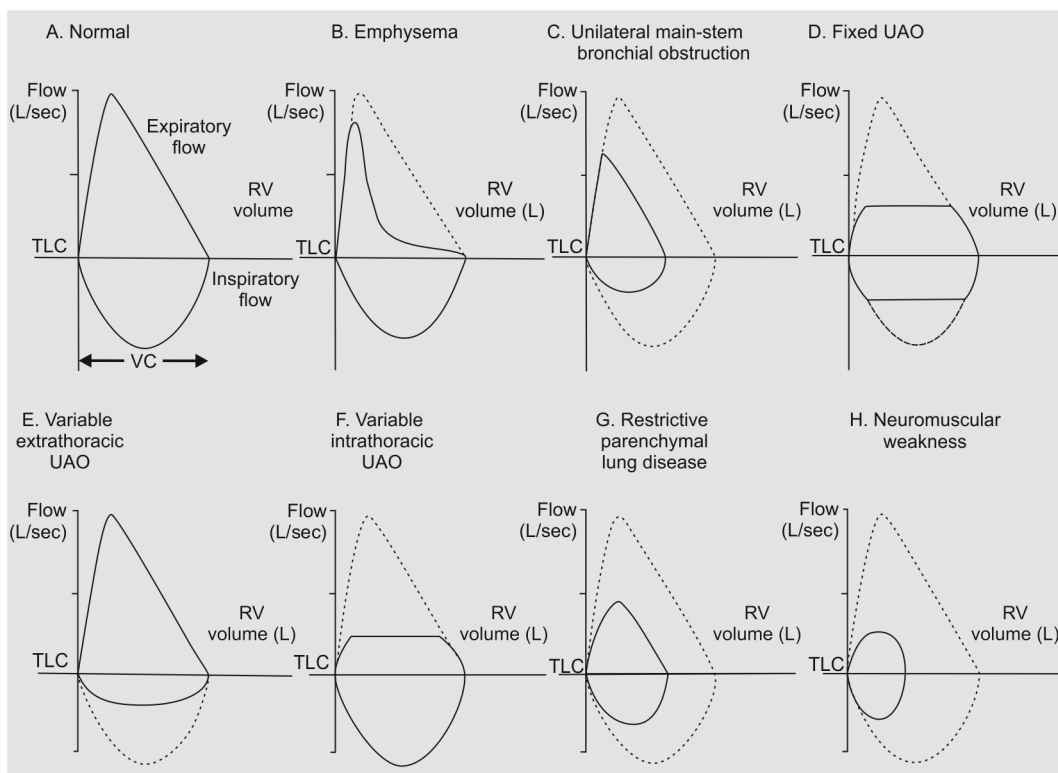 A. Normal
Flow
(L/sec)
Expiratory
flow
RV
volume
TLC
Inspiratory
flow
VC
B. Emphysema
Flow
(L/sec)
RV
volume (L)
TLC
C. Unilateral main-stem
bronchial obstruction
Flow
(L/sec)
RV
volume (L)
TLC
D. Fixed UAO
Flow
(L/sec)
RV
volume (L)
TLC
E. Variable
extrathoracic
UAO
Flow
(L/sec)
RV
volume (L)
TLC
F. Variable
intrathoracic
UAO
Flow
(L/sec)
RV
volume (L)
TLC
G. Restrictive
parenchymal
lung disease
Flow
(L/sec)
RV
volume (L)
TLC
H. Neuromuscular
weakness
Flow
(L/sec)
RV
volume (L)
TLC